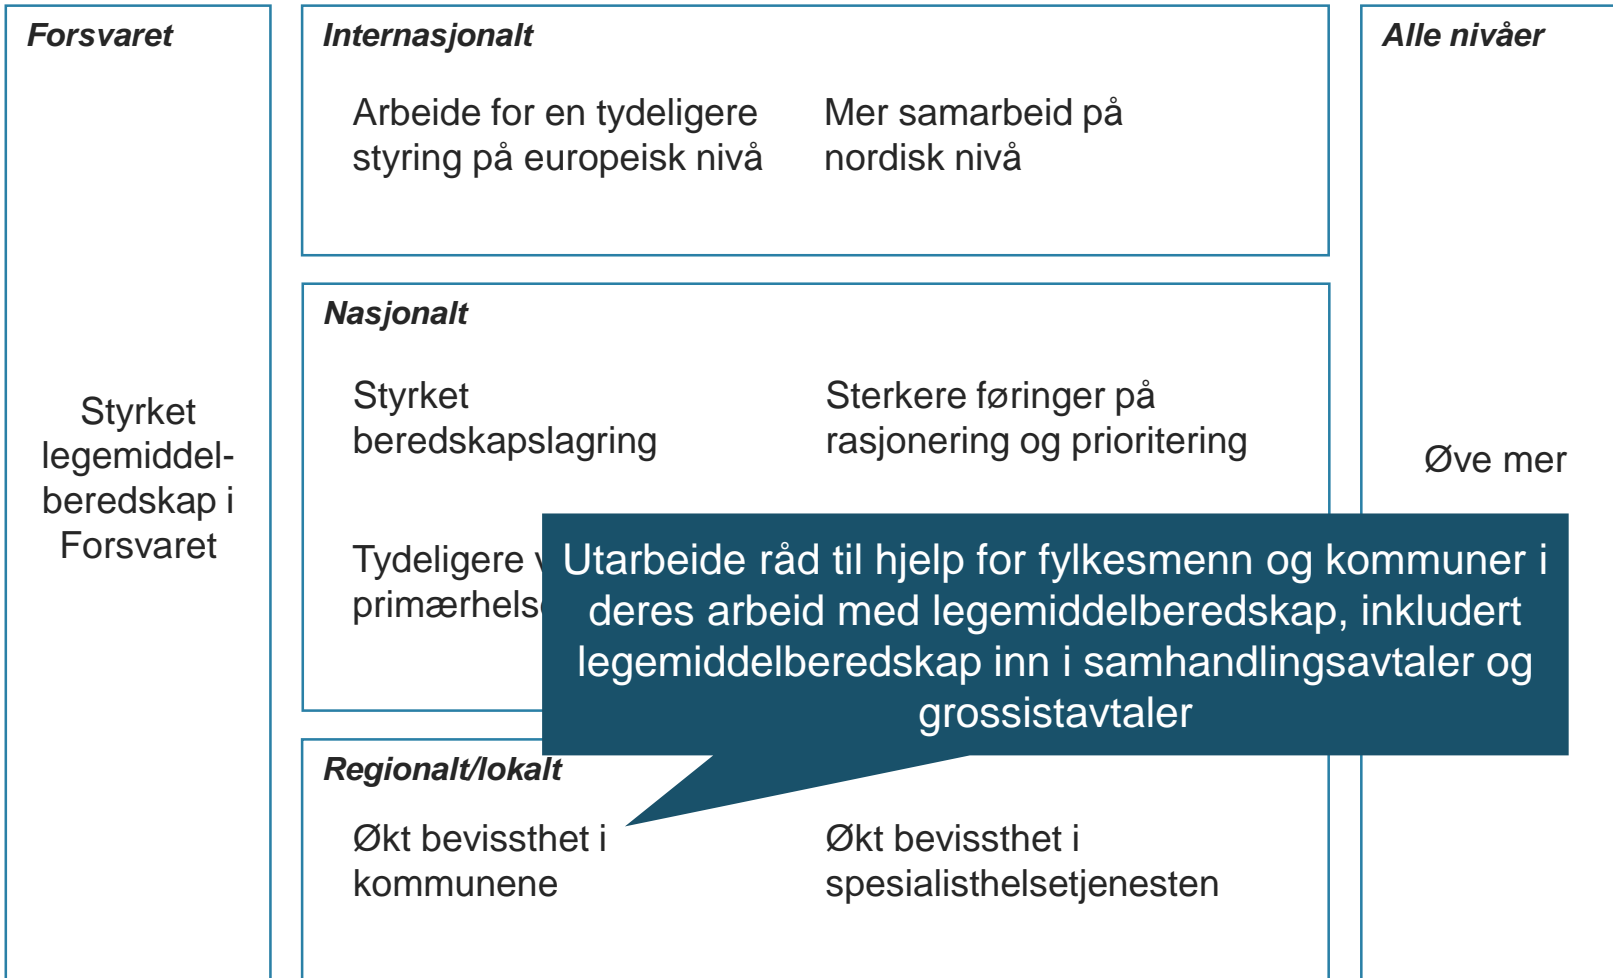 Forsvaret
Styrket
legemiddel-
beredskap i
Forsvaret
Internasjonalt
Arbeide for en tydeligere
styring på europeisk nivå
Mer samarbeid på
nordisk nivå
Nasjonalt
Styrket
beredskapslagring
Sterkere føringer på
rasjonering og prioritering
Tydeligere
Utarbeide råd til hjelp for fylkesmenn og kommuner i
deres arbeid med legemiddelberedskap, inkludert
legemiddelberedskap inn i samhandlingsavtaler og
grossistavtaler
Regionalt/lokalt
Økt bevissthet i
kommunene
Økt bevissthet i
spesialisthelsetjenesten
Alle nivåer
Øve mer